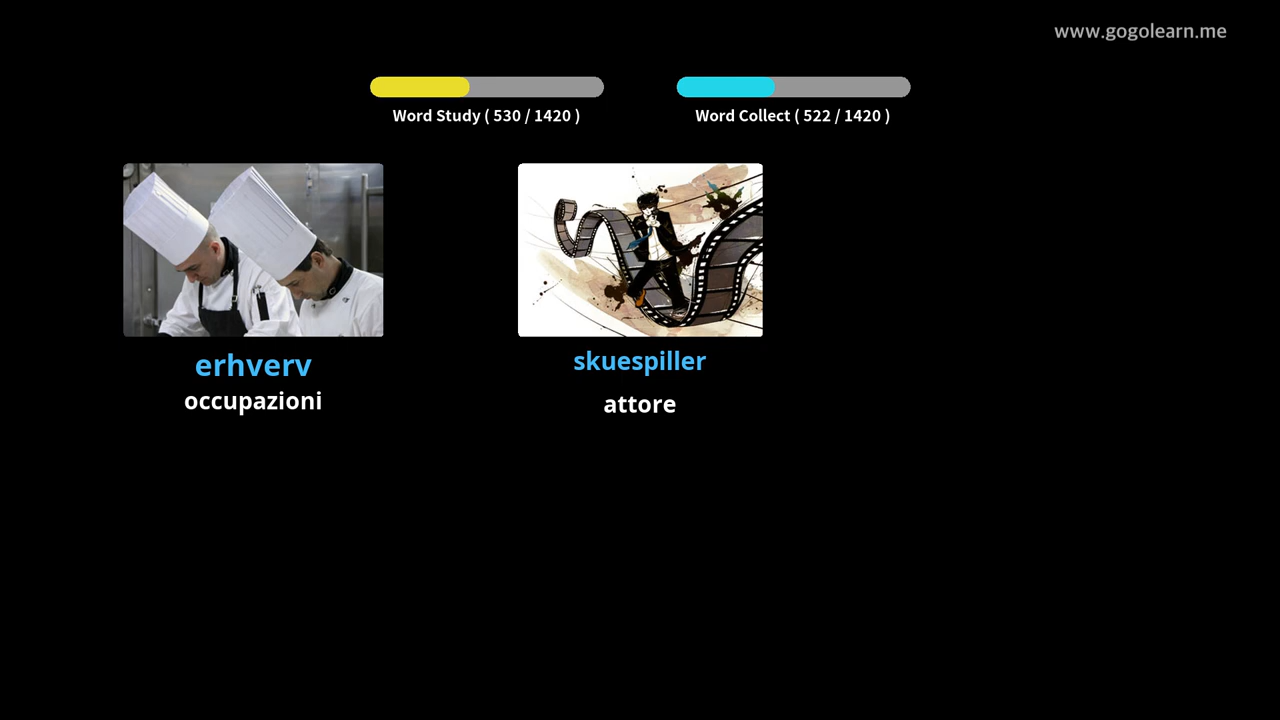 www.gogolearn.me
Word Study ( 530 / 1420 )
Word Collect ( 522 / 1420 )
erhverv
occupazioni
skuespiller
attore